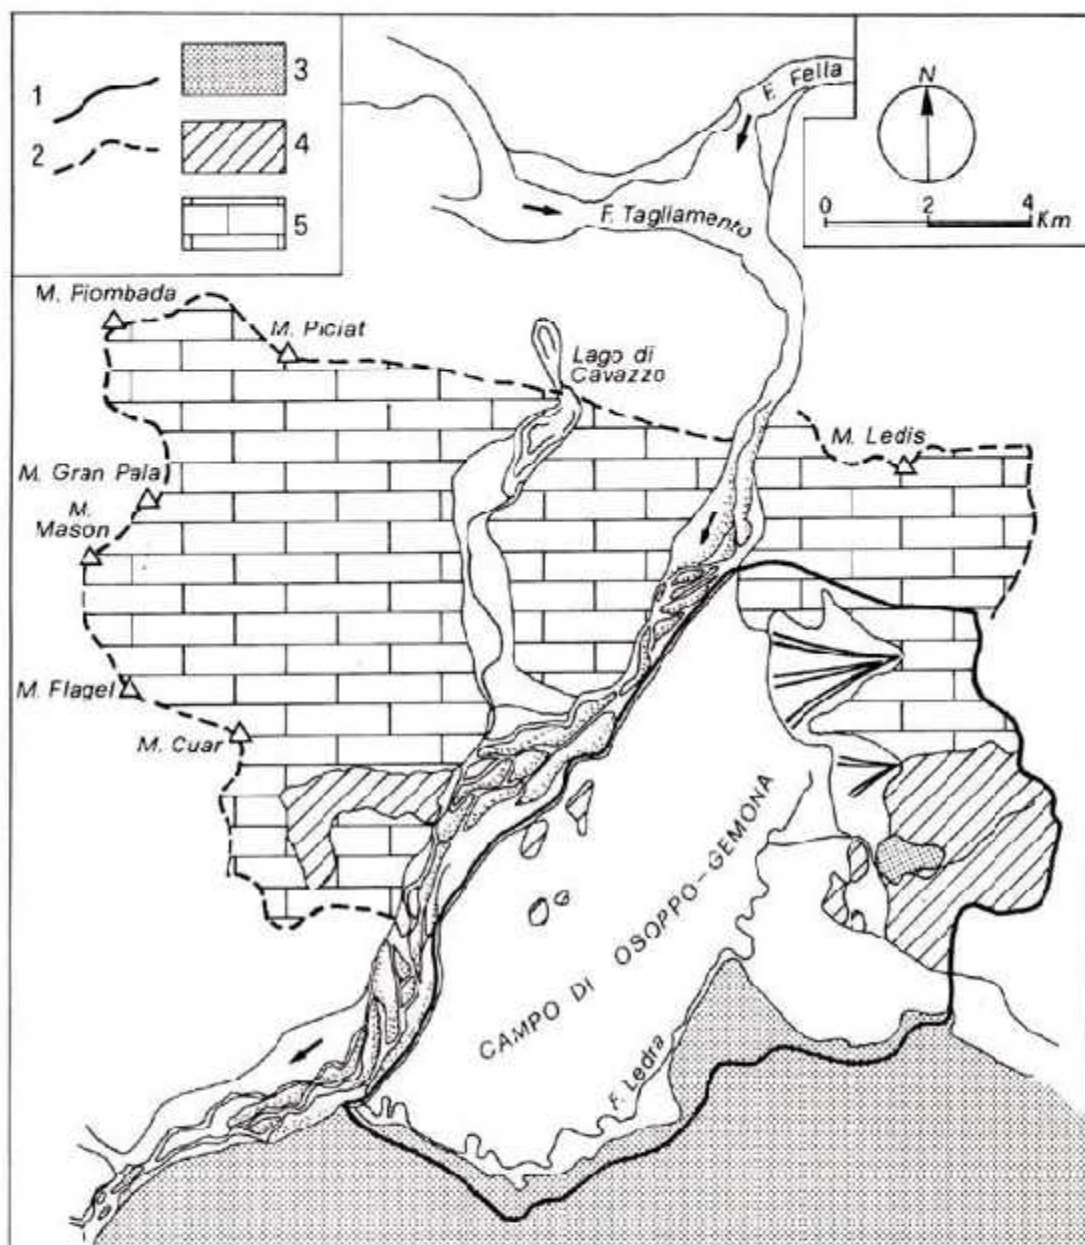 1
2
3
4
5
N
0 2 4 Km
F. Fella
F. Tagliamento
M. Piombada
M. Piciat
Lago di
Cavazzo
M. Ledis
M. Gran Pala
M.
Mason
M. Flagel
M. Cuar
CAMPO DI OSOPPO-GEMONA
F. Ledra